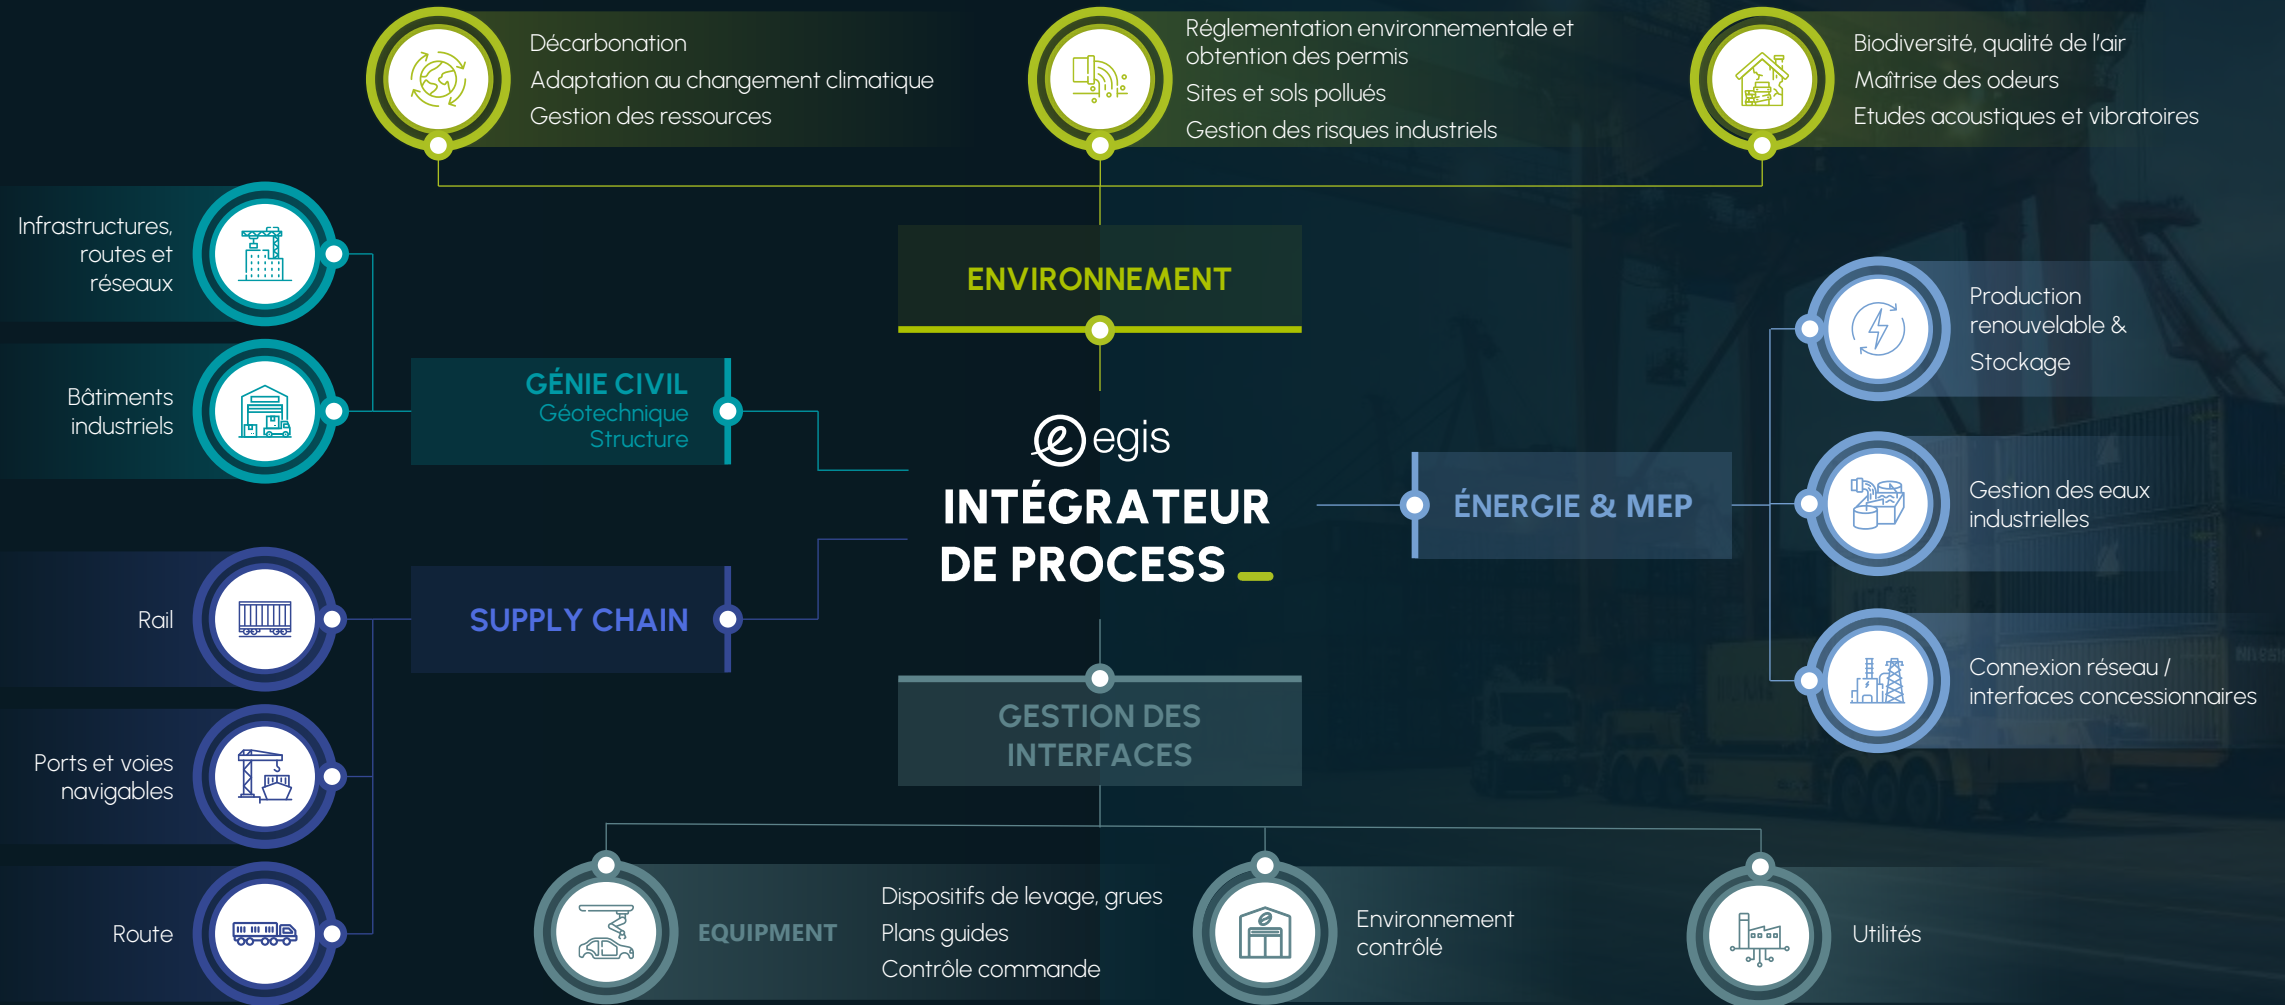 Décarbonation
Adaptation au changement climatique
Gestion des ressources
Réglementation environnementale et
obtention des permis
Sites et sols pollués
Gestion des risques industriels
Biodiversité, qualité de l'air
Maîtrise des odeurs
Etudes acoustiques et vibratoires
Infrastructures,
routes et
réseaux
Bâtiments
industriels
GÉNIE CIVIL
Géotechnique
Structure
ENVIRONNEMENT
egis
INTÉGRATEUR
DE PROCESS
ÉNERGIE & MEP
Production
renouvelable &
Stockage
Gestion des eaux
industrielles
Connexion réseau /
interfaces concessionnaires
Rail
Ports et voies
navigables
Route
SUPPLY CHAIN
GESTION DES
INTERFACES
EQUIPMENT
Dispositifs de levage, grues
Plans guides
Contrôle commande
Environnement
contrôlé
Utilités